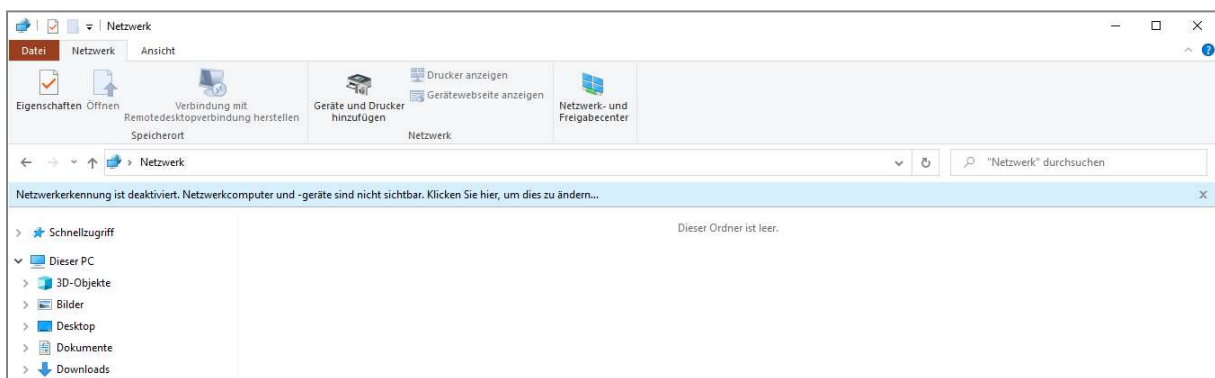 Netzwerk
Datei Netzwerk Ansicht
Eigenschaften Öffnen Verbindung mit Remotedesktopverbindung herstellen
Speicherort
Geräte und Drucker hinzufügen
Drucker anzeigen
Gerätewebseite anzeigen
Netzwerk
Netzwerk- und Freigabecenter
Netzwerk
"Netzwerk" durchsuchen
Netzwerkerkennung ist deaktiviert. Netzwerkcomputer und -geräte sind nicht sichtbar. Klicken Sie hier, um dies zu ändern...
Schnellzugriff
Dieser PC
3D-Objekte
Bilder
Desktop
Dokumente
Downloads
Dieser Ordner ist leer.